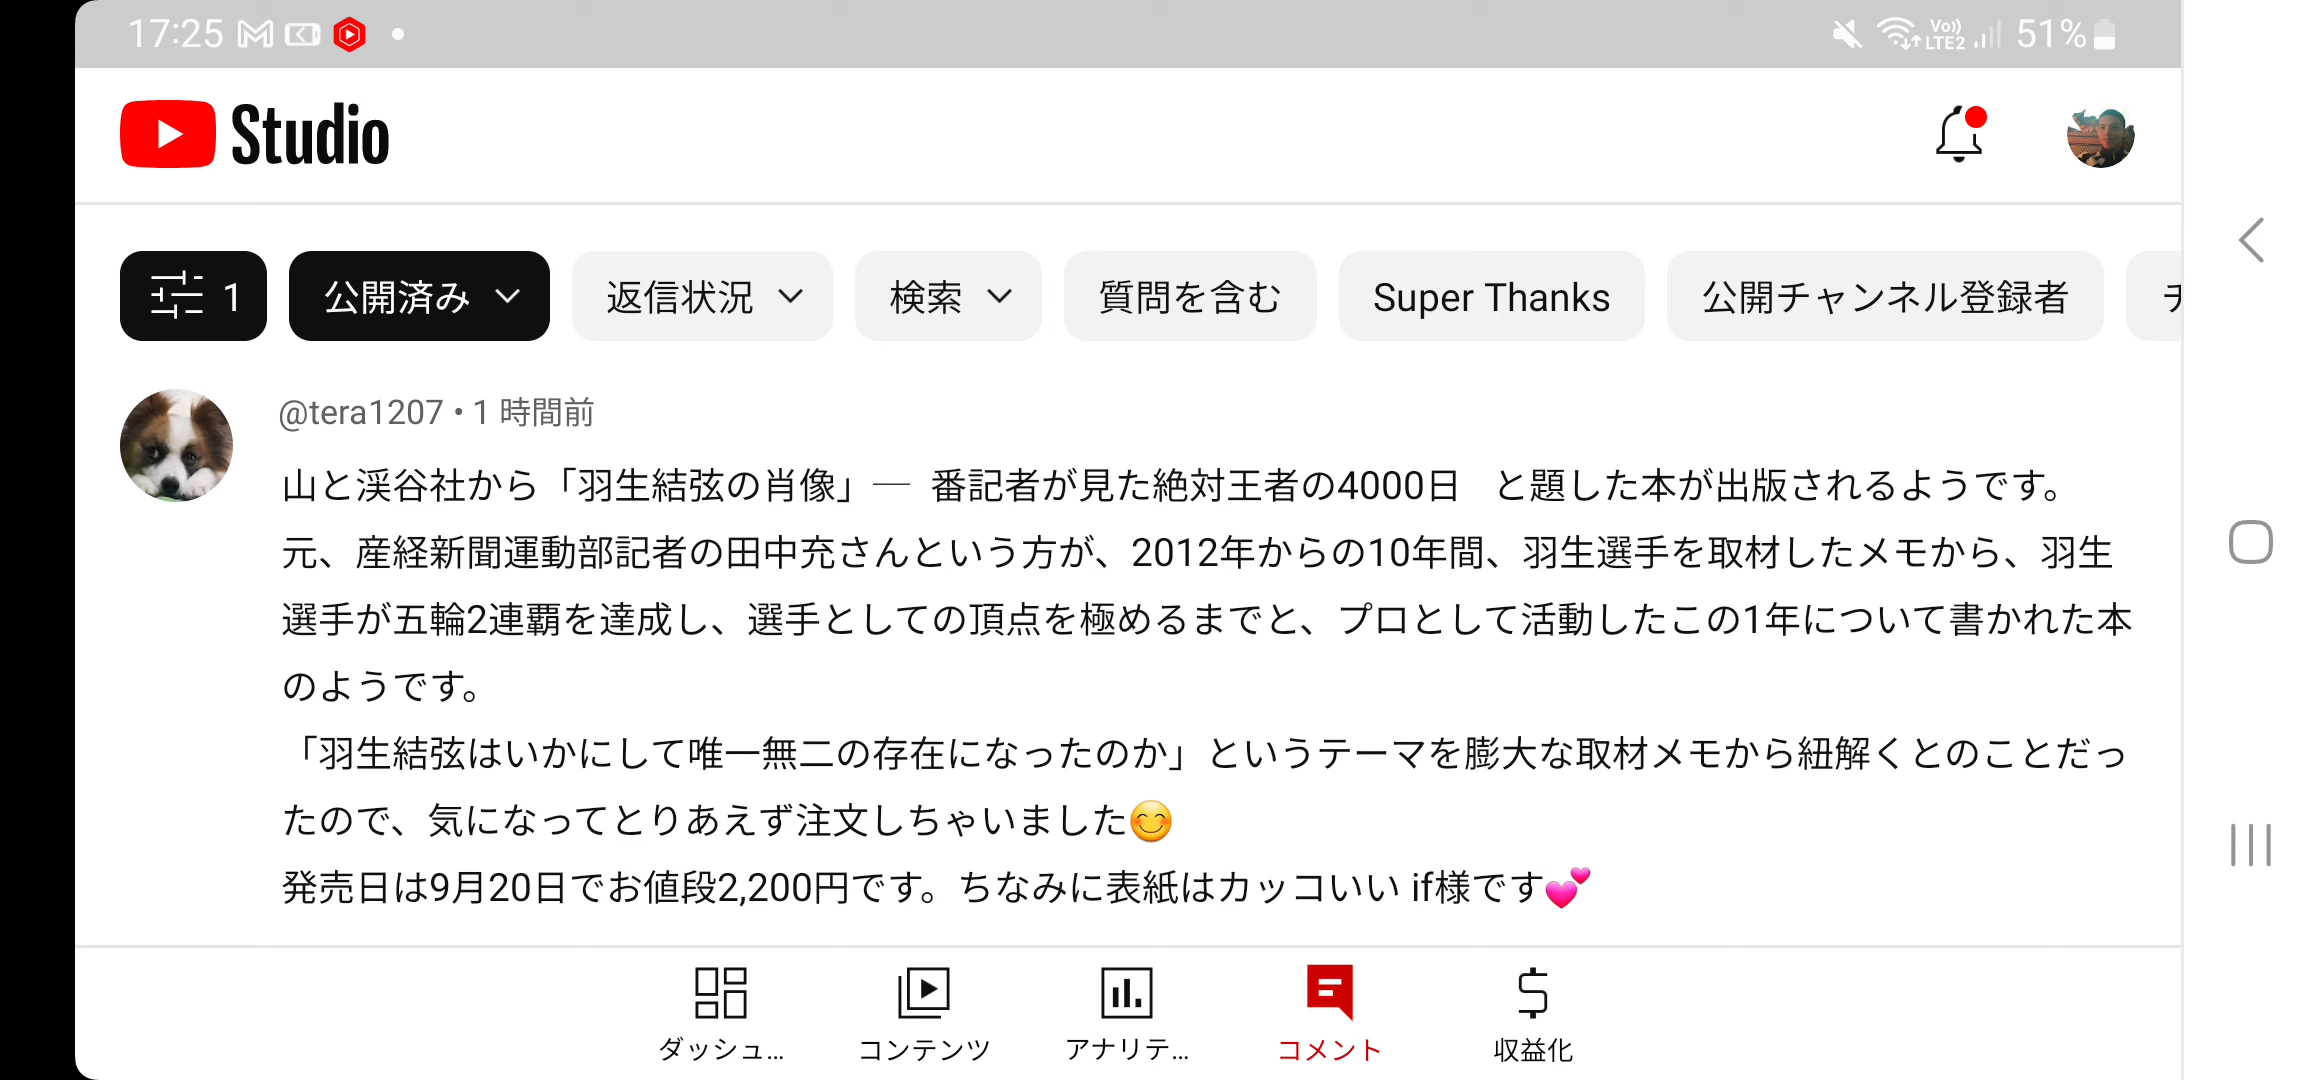 17:25
Vo)) LTE2 51%
Studio
1 公開済み 返信状況 検索 質問を含む Super Thanks 公開チャンネル登録者
@tera1207 • 1 時間前
山と渓谷社から「羽生結弦の肖像」― 番記者が見た絶対王者の4000日 と題した本が出版されるようです。
元、産経新聞運動部記者の田中充さんという方が、2012年からの10年間、羽生選手を取材したメモから、羽生
選手が五輪2連覇を達成し、選手としての頂点を極めるまでと、プロとして活動したこの1年について書かれた本
のようです。
「羽生結弦はいかにして唯一無二の存在になったのか」というテーマを膨大な取材メモから紐解くとのことだっ
たので、気になってとりあえず注文しちゃいました😊
発売日は9月20日でお値段2,200円です。ちなみに表紙はカッコいい if様です💕
ダッシュ... コンテンツ アナリテ... コメント 収益化